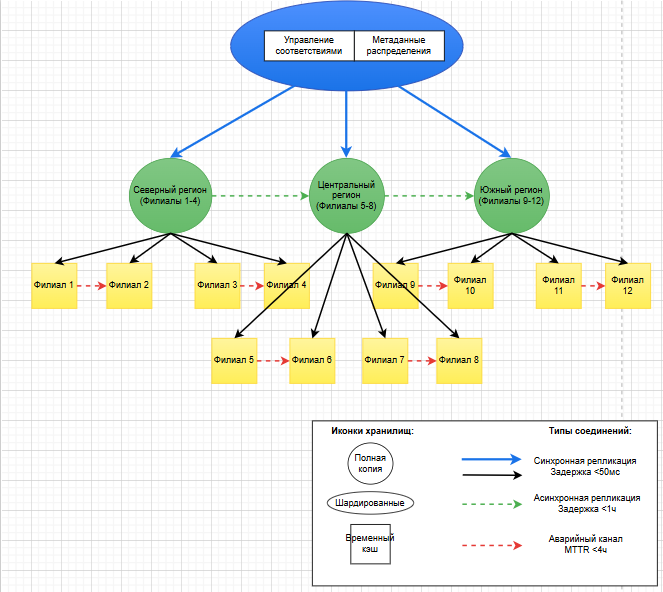 Управление
соответствиями
Метаданные
распределения
Северный регион
(Филиалы 1-4)
Центральный
регион
(Филиалы 5-8)
Южный регион
(Филиалы 9-12)
Филиал 1
Филиал 2
Филиал 3
Филиал 4
Филиал 9
Филиал
10
Филиал
11
Филиал
12
Филиал 5
Филиал 6
Филиал 7
Филиал 8
Иконки хранилищ:
Типы соединений:
Полная
копия
Синхронная репликация
Задержка <50мс
Шардированные
Асинхронная репликация
Задержка <1ч
Временный
кэш
Аварийный канал
MTTR <4ч